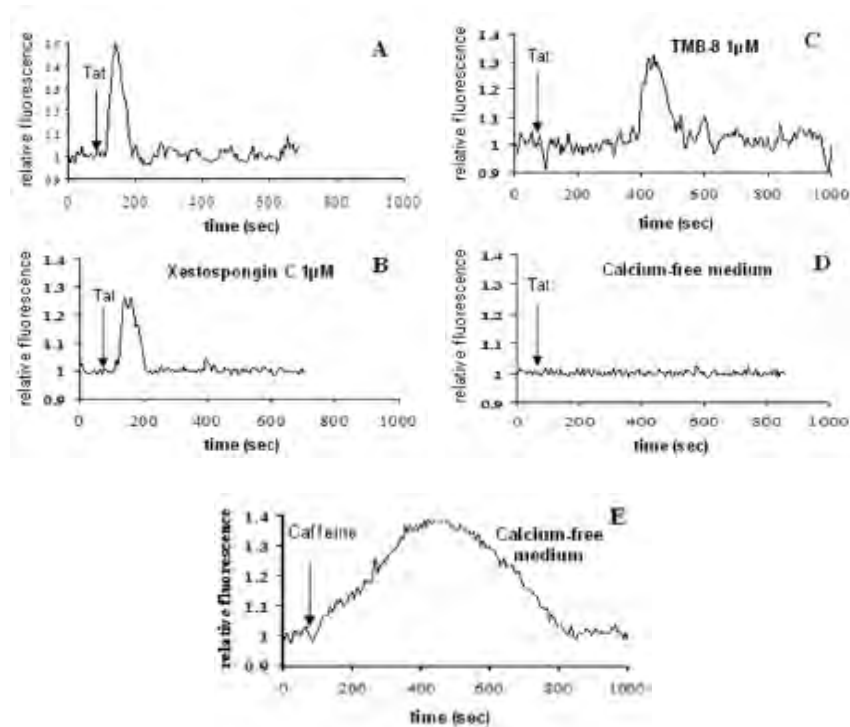 A
Tat
relative fluorescence
1
0.9
0 200 400 600 800 1000
time (sec)
C
TMB-8 1µM
Tat
relative fluorescence
1.4
1.3
1.2
1.1
1
0.9
0 200 400 600 800 1000
time (sec)
B
Xestospongin C 1µM
Tat
relative fluorescence
1.4
1.3
1.2
1.1
1
0.9
0 200 400 600 800 1000
time (sec)
D
Calcium-free medium
Tat
relative fluorescence
1.4
1.3
1.2
1.1
1
0.9
0 200 400 600 800 1000
time (sec)
E
Caffeine
Calcium-free
medium
relative fluorescence
1.4
1.3
1.2
1.1
1
0.9
0 200 400 600 800 1000
time (sec)